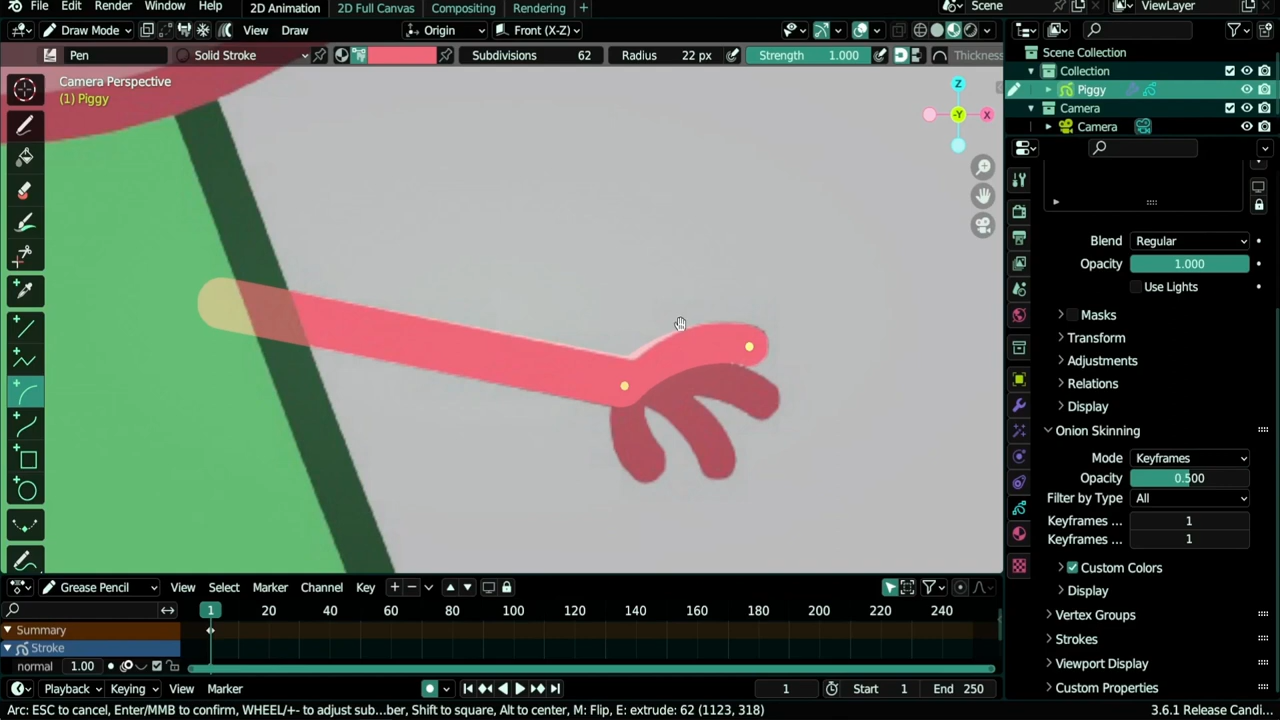 File Edit Render Window Help 2D Animation 2D Full Canvas Compositing Rendering + Scene ViewLayer
Draw Mode View Draw Origin Front (X-Z)
Pen Solid Stroke Subdivisions 62 Radius 22 px Strength 1.000 Thickness
Camera Perspective
(1) Piggy
Z
-Y
X
Scene Collection
Collection
Piggy
Camera
Camera
Blend Regular
Opacity 1.000
Use Lights
Masks
Transform
Adjustments
Relations
Display
Onion Skinning
Mode Keyframes
Opacity 0.500
Filter by Type All
Keyframes ... 1
Keyframes ... 1
Custom Colors
Display
Vertex Groups
Strokes
Viewport Display
Custom Properties
Grease Pencil View Select Marker Channel Key
1 20 40 60 80 100 120 140 160 180 200 220 240
Summary
Stroke
normal 1.00
Playback Keying View Marker 1 Start 1 End 250
Arc: ESC to cancel, Enter/MMB to confirm, WHEEL/+- to adjust sub...ber, Shift to square, Alt to center, M: Flip, E: extrude: 62 (1123, 318) 3.6.1 Release Candi...